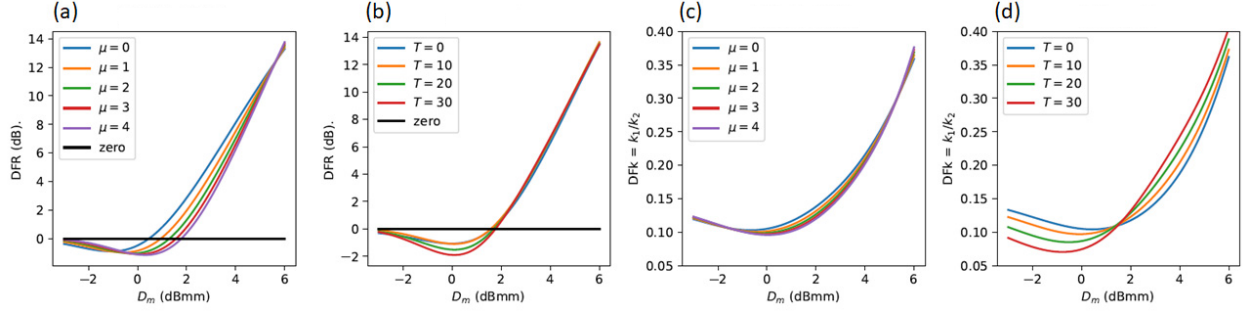 (a)
14
12
10
8
6
4
2
0
−2
0
2
4
6
μ = 0
μ = 1
μ = 2
μ = 3
μ = 4
zero
DFR (dB).
Dm (dBmm)
(b)
14
12
10
8
6
4
2
0
−2
−2
0
2
4
6
T = 0
T = 10
T = 20
T = 30
zero
DFR (dB).
Dm (dBmm)
(c)
0.40
0.35
0.30
0.25
0.20
0.15
0.10
0.05
−2
0
2
4
6
μ = 0
μ = 1
μ = 2
μ = 3
μ = 4
DFk = k1/k2
Dm (dBmm)
(d)
0.40
0.35
0.30
0.25
0.20
0.15
0.10
0.05
−2
0
2
4
6
T = 0
T = 10
T = 20
T = 30
DFk = k1/k2
Dm (dBmm)